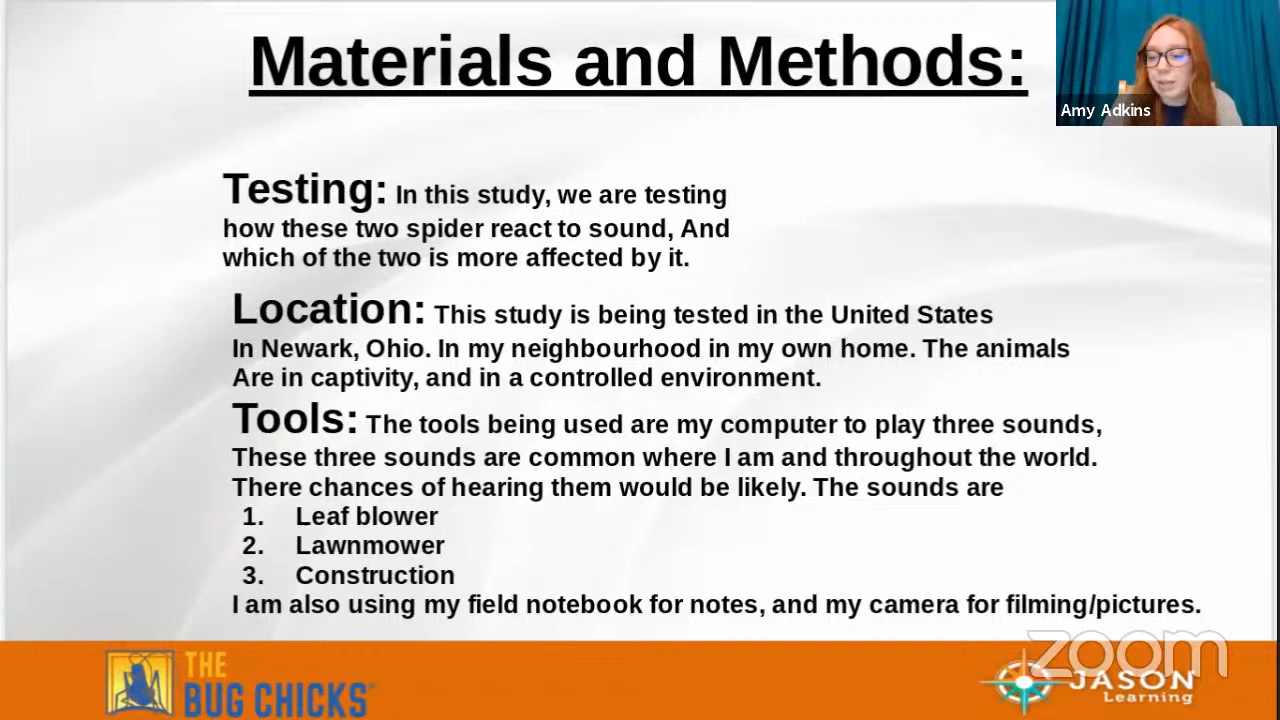 Materials and Methods:
Amy Adkins
Testing: In this study, we are testing
how these two spider react to sound, And
which of the two is more affected by it.
Location: This study is being tested in the United States
In Newark, Ohio. In my neighbourhood in my own home. The animals
Are in captivity, and in a controlled environment.
Tools: The tools being used are my computer to play three sounds,
These three sounds are common where I am and throughout the world.
There chances of hearing them would be likely. The sounds are
1. Leaf blower
2. Lawnmower
3. Construction
I am also using my field notebook for notes, and my camera for filming/pictures.
THE
BUG CHICKS
zoom
JASON
Learning